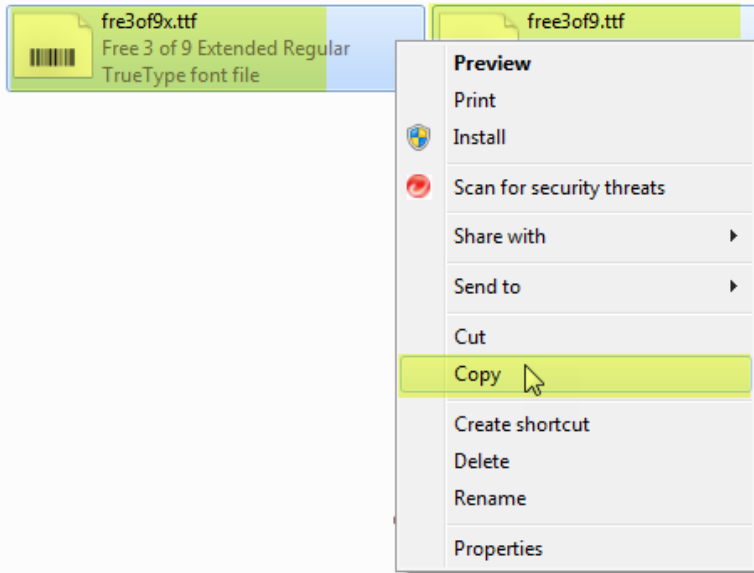 fre3of9x.ttf
Free 3 of 9 Extended Regular
TrueType font file
free3of9.ttf
Preview
Print
Install
Scan for security threats
Share with
Send to
Cut
Copy
Create shortcut
Delete
Rename
Properties